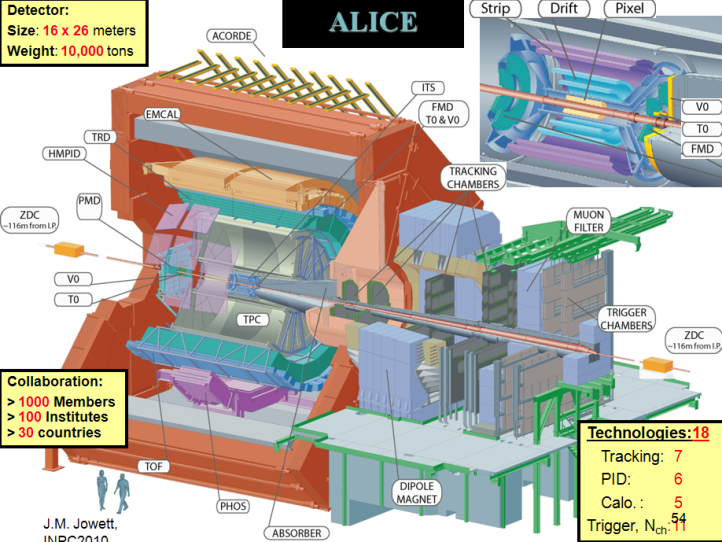 Detector:
Size: 16 x 26 meters
Weight: 10,000 tons
ALICE
ACORDE
Strip
Drift
Pixel
V0
T0
FMD
ITS
FMD
T0 & V0
EMCAL
TRD
HMPID
PMD
TRACKING
CHAMBERS
MUON
FILTER
ZDC
~116m from I.P.
V0
T0
TPC
TRIGGER
CHAMBERS
ZDC
~116m from I.P.
Collaboration:
> 1000 Members
> 100 Institutes
> 30 countries
TOF
PHOS
ABSORBER
DIPOLE
MAGNET
Technologies:18
Tracking: 7
PID: 6
Calo. : 5
Trigger, Nch:11
54
J.M. Jowett,
INPC2010